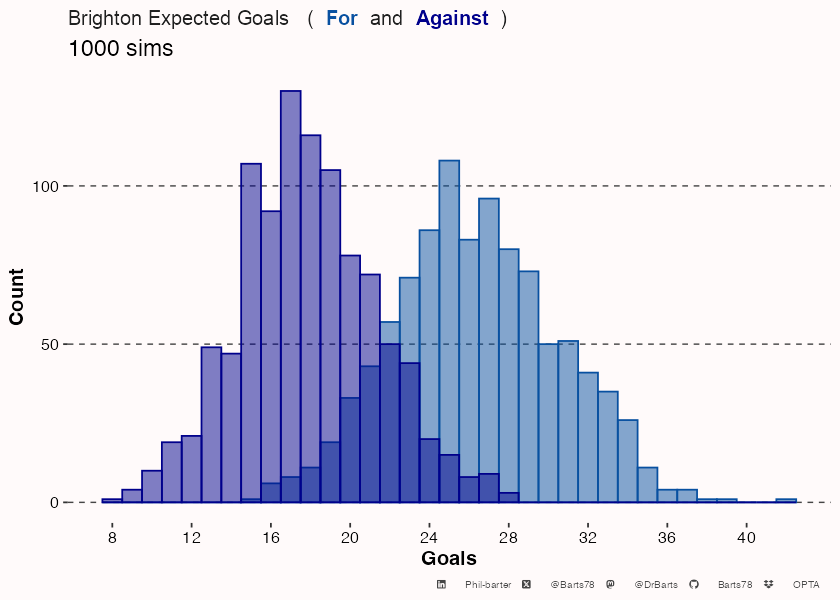 Brighton Expected Goals ( For and Against )
1000 sims
Count
100
50
0
8 12 16 20 24 28 32 36 40
Goals
Phil-barter @Barts78 @DrBarts Barts78 OPTA